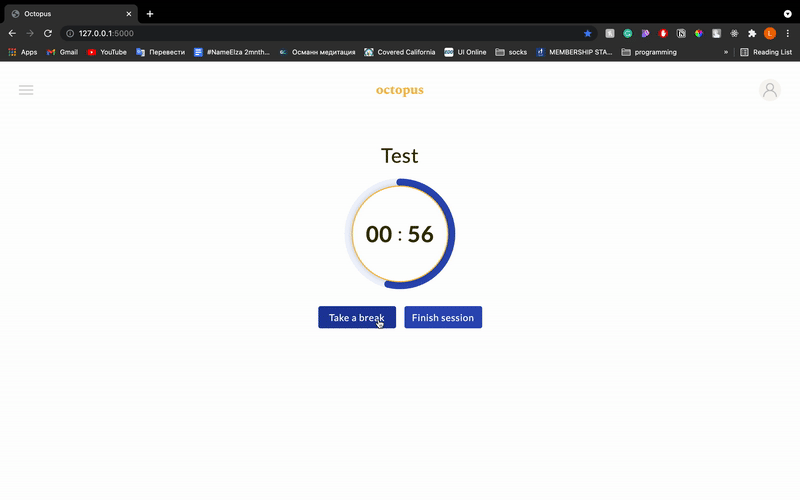 Octopus
127.0.0.1:5000
Apps Gmail YouTube Перевести #NameElza 2mnth... Османн медитация Covered California UI Online socks MEMBERSHIP STA... programming » Reading List
L
octopus
Test
00 : 56
Take a break Finish session